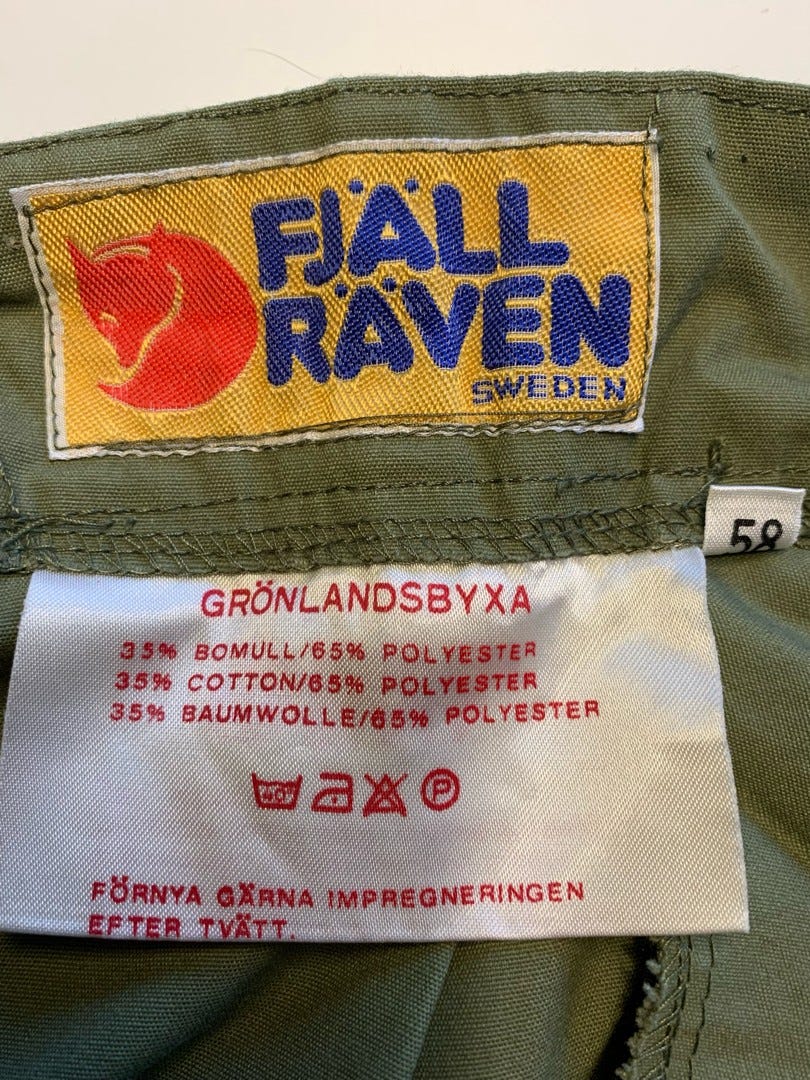 FJÄLL
RÄVEN
SWEDEN
58
GRÖNLANDSBYXA
35% BOMULL/65% POLYESTER
35% COTTON/65% POLYESTER
35% BAUMWOLLE/65% POLYESTER
40° P
FÖRNYA GÄRNA IMPREGNERINGEN
EFTER TVÄTT.